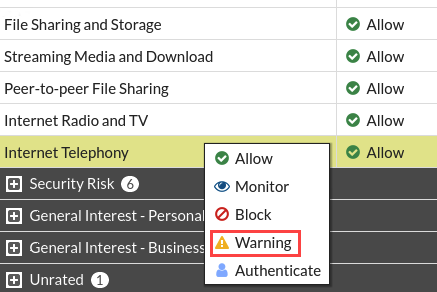 File Sharing and Storage Allow
Streaming Media and Download Allow
Peer-to-peer File Sharing Allow
Internet Radio and TV Allow
Internet Telephony Allow
Allow
Monitor
Block
Warning
Authenticate
Security Risk 6
General Interest - Personal
General Interest - Business
Unrated 1